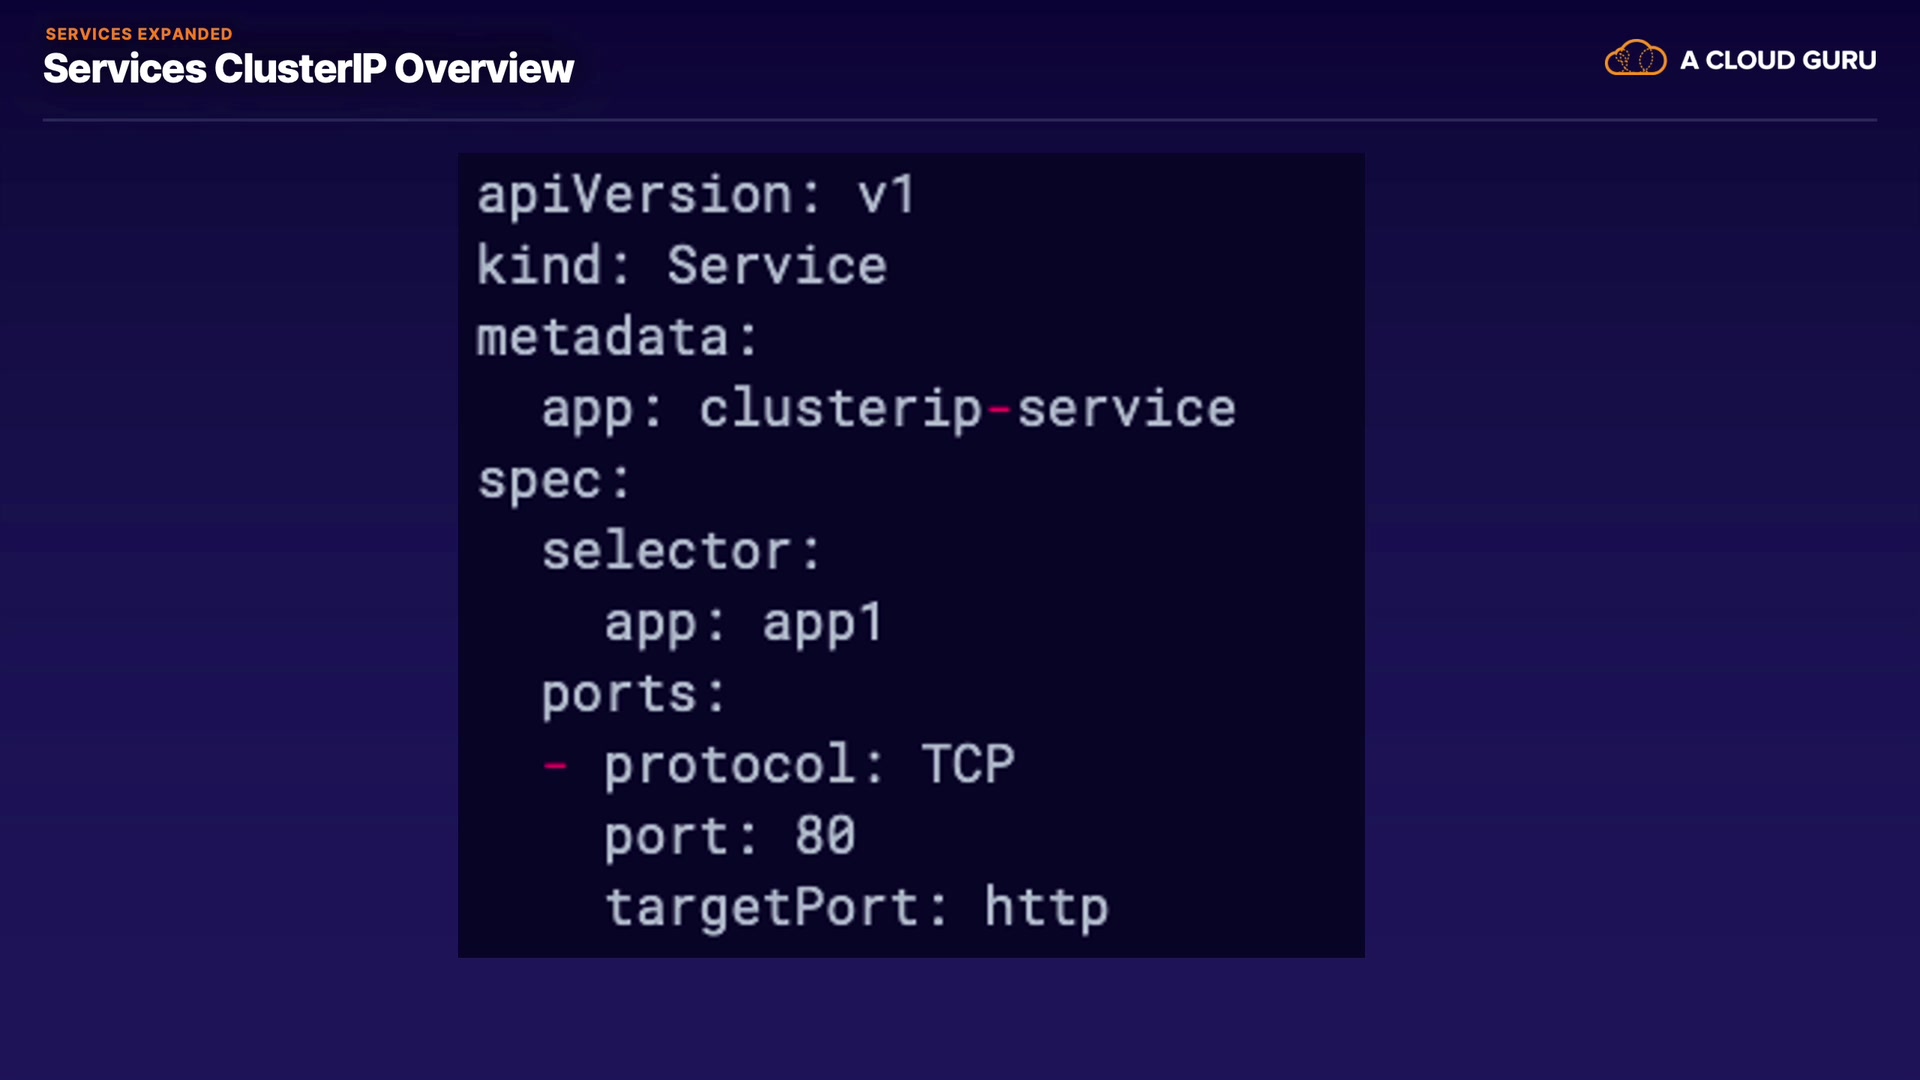 SERVICES EXPANDED
Services ClusterIP Overview
A CLOUD GURU
apiVersion: v1
kind: Service
metadata:
  app: clusterip-service
spec:
  selector:
    app: app1
  ports:
  - protocol: TCP
    port: 80
    targetPort: http